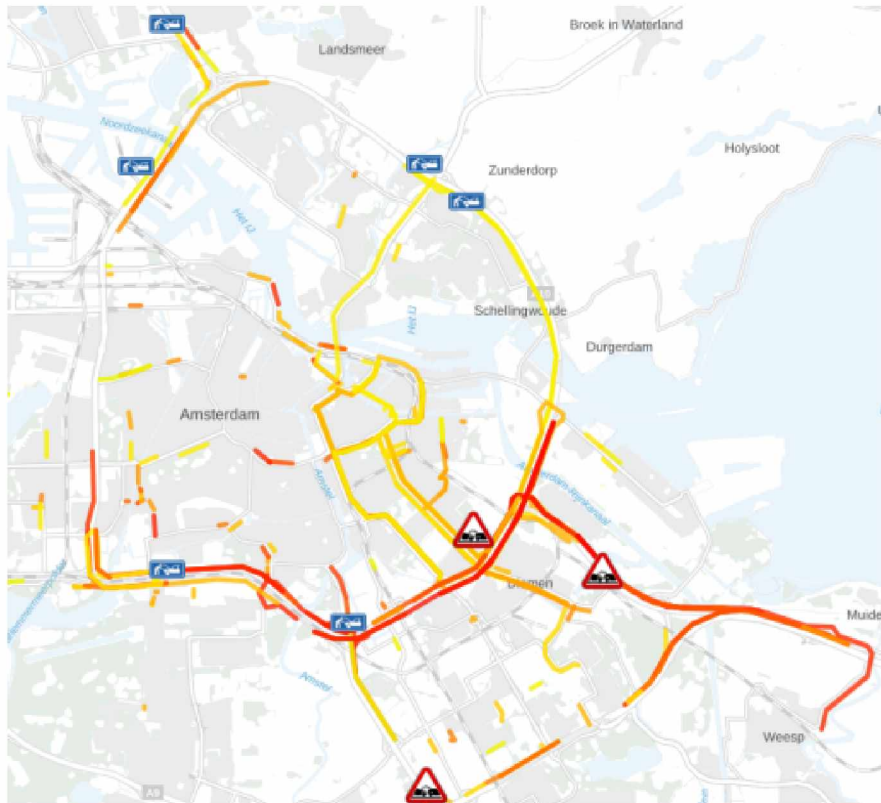 Broek in Waterland
Landsmeer
Noordzeekana
Holysloot
Zunderdorp
Het IJ
Schellingwoude
Het IJ
Durgerdam
Amsterdam
Amstel
Amsterdam-Rijnkanaal
Diemen
Muide
Amstel
Weesp
A9